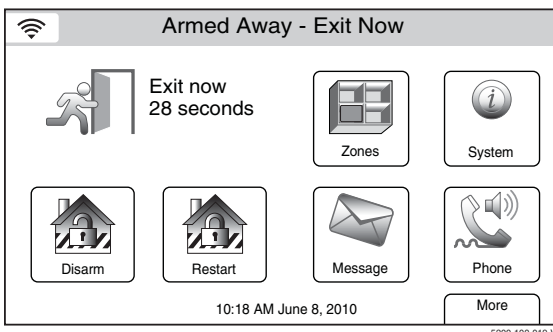 Armed Away - Exit Now
Exit now
28 seconds
Zones
System
Disarm
Restart
Message
Phone
10:18 AM June 8, 2010
More